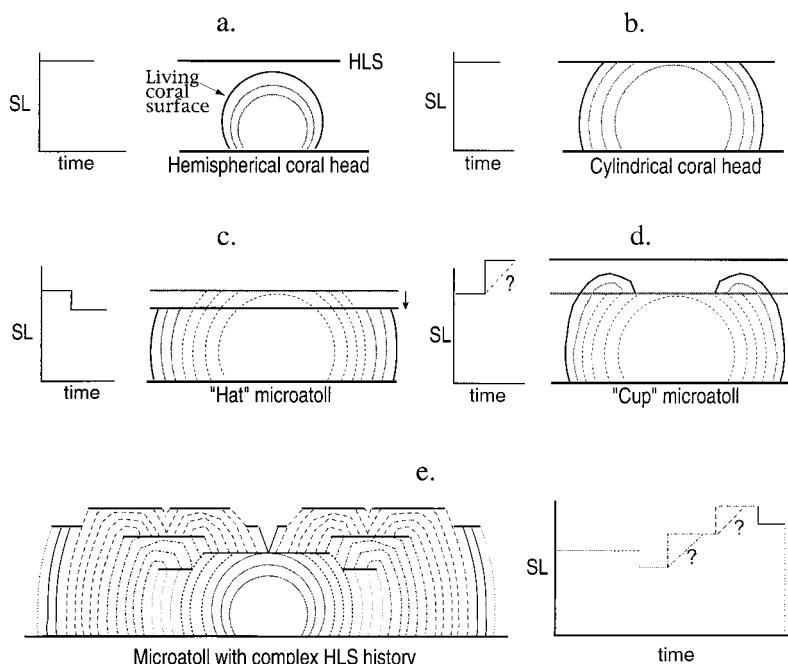 a.
HLS
Living
coral
surface
SL
time
Hemispherical coral head
b.
SL
time
Cylindrical coral head
c.
SL
time
"Hat" microatoll
d.
?
SL
time
"Cup" microatoll
e.
Microatoll with complex HLS history
?
?
SL
time